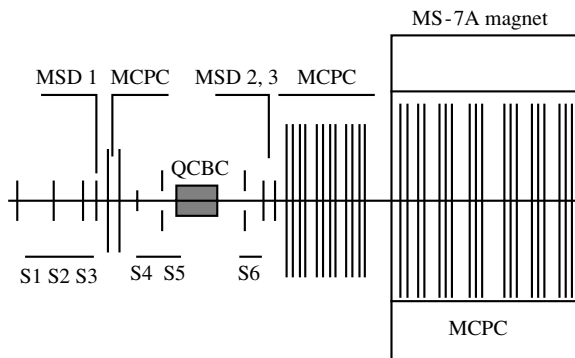 MS-7A magnet
MSD 1 MCPC MSD 2, 3 MCPC
QCBC
S1 S2 S3 S4 S5 S6
MCPC